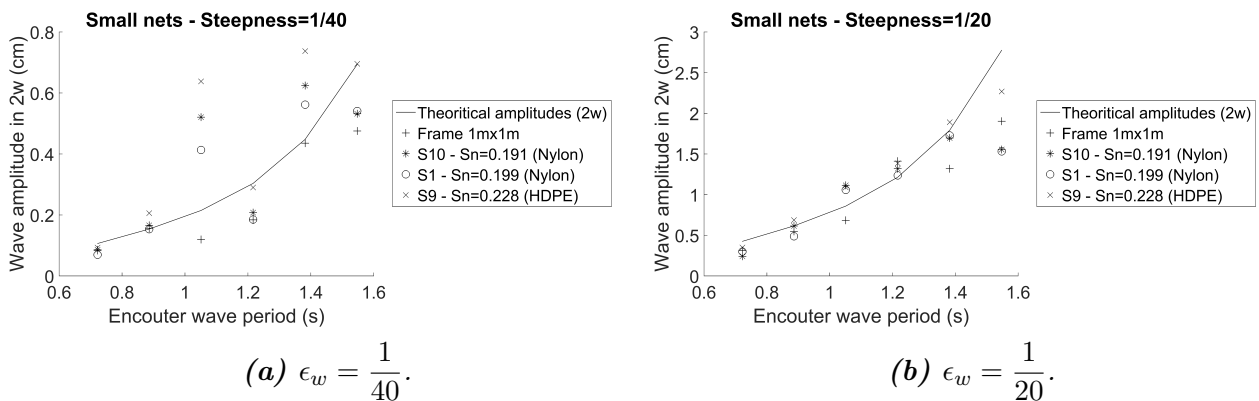 Small nets - Steepness=1/40
Wave amplitude in 2w (cm)
0.8
0.6
0.4
0.2
0
0.6 0.8 1 1.2 1.4 1.6
Encouter wave period (s)
Theoritical amplitudes (2w)
Frame 1mx1m
S10 - Sn=0.191 (Nylon)
S1 - Sn=0.199 (Nylon)
S9 - Sn=0.228 (HDPE)
(a) ϵ_w = 1/40.
Small nets - Steepness=1/20
Wave amplitude in 2w (cm)
3
2.5
2
1.5
1
0.5
0
0.6 0.8 1 1.2 1.4 1.6
Encouter wave period (s)
Theoritical amplitudes (2w)
Frame 1mx1m
S10 - Sn=0.191 (Nylon)
S1 - Sn=0.199 (Nylon)
S9 - Sn=0.228 (HDPE)
(b) ϵ_w = 1/20.